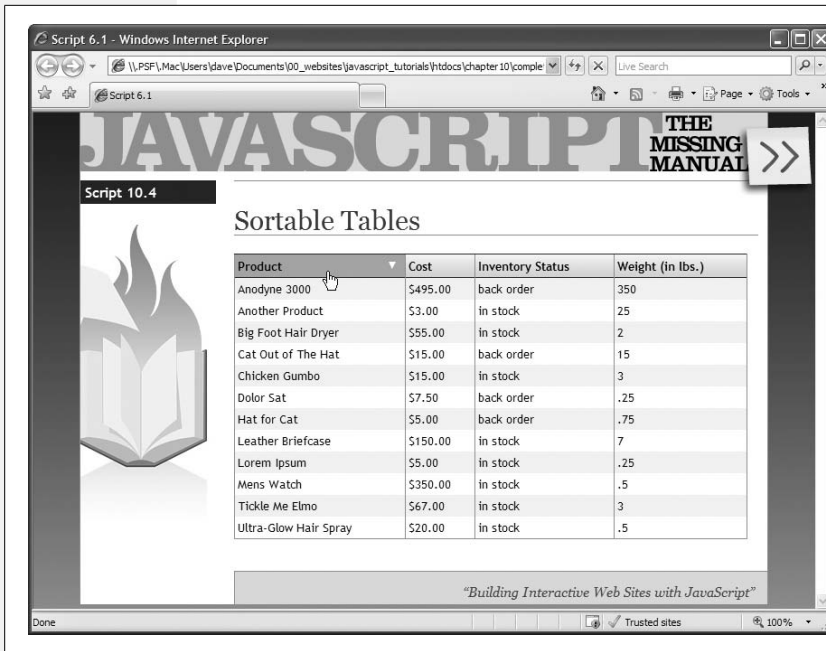 Script 6.1 - Windows Internet Explorer
\\.PSF\.Mac\Users\dave\Documents\00_websites\javascript_tutorials\htdocs\chapter10\comple
Live Search
Script 6.1
Page
Tools
JAVASCRIPT
THE
MISSING
MANUAL
>>
Script 10.4
Sortable Tables
Product Cost Inventory Status Weight (in lbs.)
Anodyne 3000 $495.00 back order 350
Another Product $3.00 in stock 25
Big Foot Hair Dryer $55.00 in stock 2
Cat Out of The Hat $15.00 back order 15
Chicken Gumbo $15.00 in stock 3
Dolor Sat $7.50 back order .25
Hat for Cat $5.00 back order .75
Leather Briefcase $150.00 in stock 7
Lorem Ipsum $5.00 in stock .25
Mens Watch $350.00 in stock .5
Tickle Me Elmo $67.00 in stock 3
Ultra-Glow Hair Spray $20.00 in stock .5
“Building Interactive Web Sites with JavaScript”
Done
Trusted sites
100%